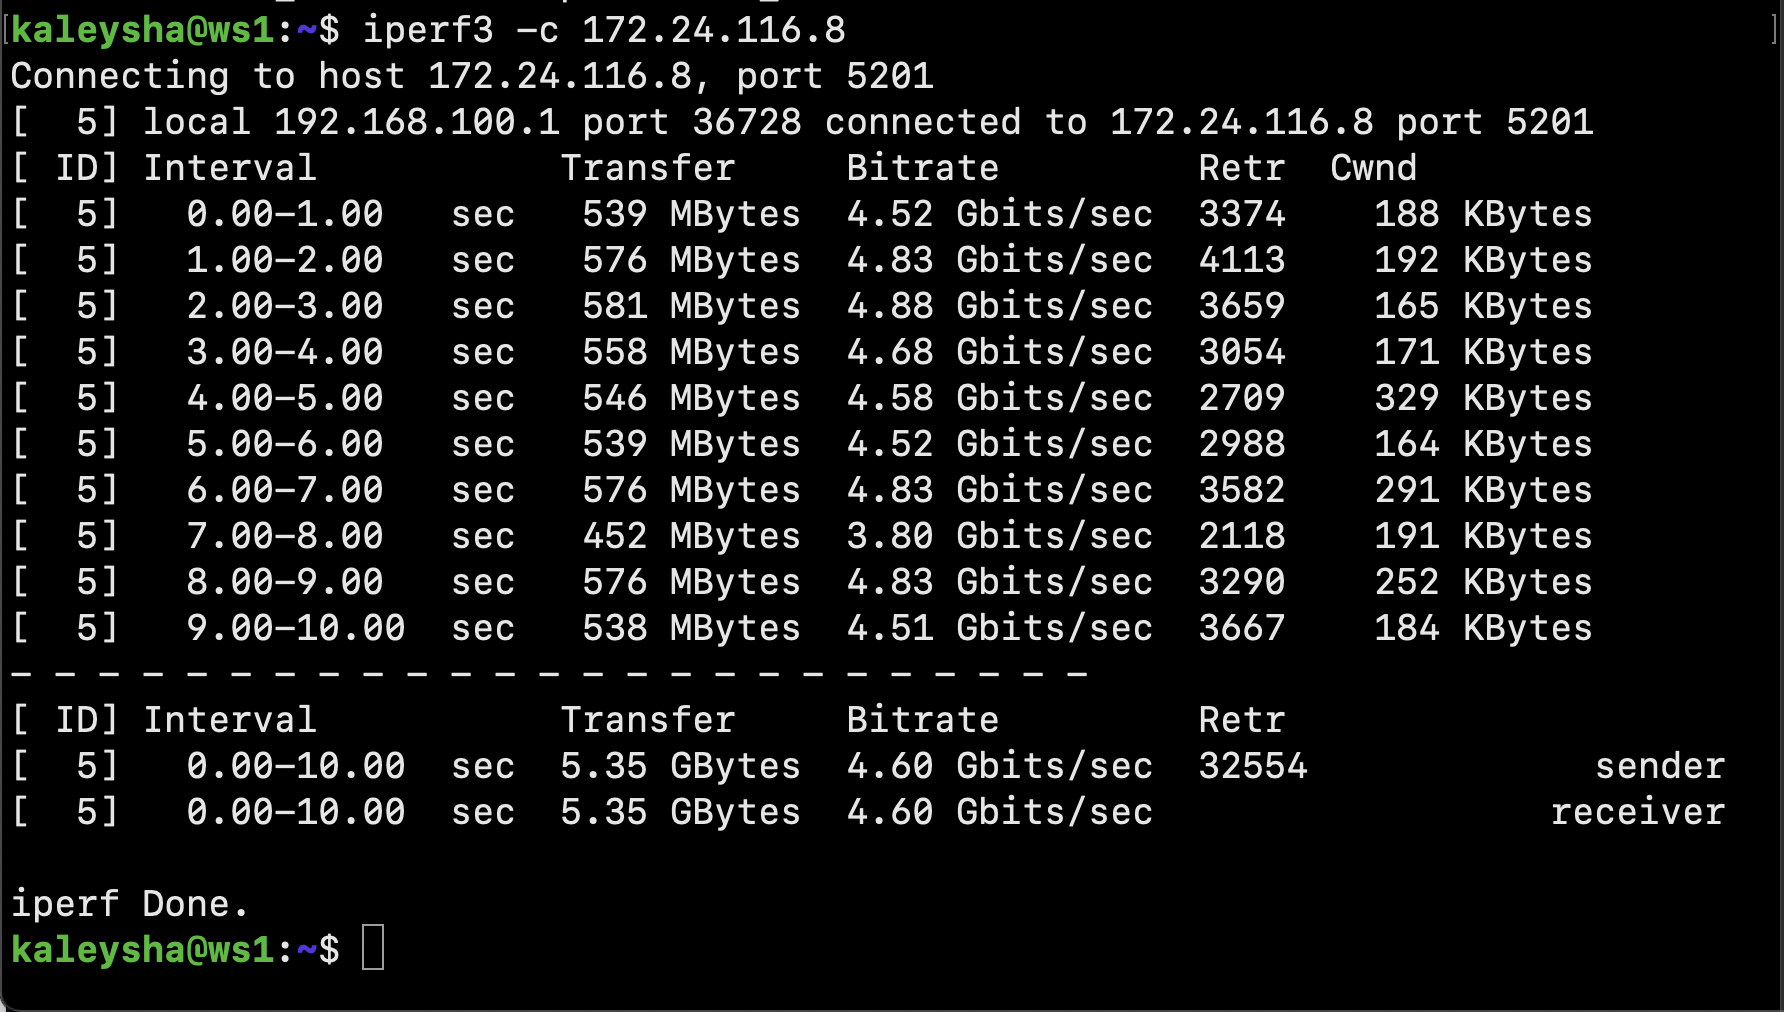 kaleysha@ws1:~$ iperf3 -c 172.24.116.8
Connecting to host 172.24.116.8, port 5201
[  5] local 192.168.100.1 port 36728 connected to 172.24.116.8 port 5201
[ ID] Interval           Transfer     Bitrate         Retr  Cwnd
[  5]   0.00-1.00   sec   539 MBytes  4.52 Gbits/sec  3374    188 KBytes
[  5]   1.00-2.00   sec   576 MBytes  4.83 Gbits/sec  4113    192 KBytes
[  5]   2.00-3.00   sec   581 MBytes  4.88 Gbits/sec  3659    165 KBytes
[  5]   3.00-4.00   sec   558 MBytes  4.68 Gbits/sec  3054    171 KBytes
[  5]   4.00-5.00   sec   546 MBytes  4.58 Gbits/sec  2709    329 KBytes
[  5]   5.00-6.00   sec   539 MBytes  4.52 Gbits/sec  2988    164 KBytes
[  5]   6.00-7.00   sec   576 MBytes  4.83 Gbits/sec  3582    291 KBytes
[  5]   7.00-8.00   sec   452 MBytes  3.80 Gbits/sec  2118    191 KBytes
[  5]   8.00-9.00   sec   576 MBytes  4.83 Gbits/sec  3290    252 KBytes
[  5]   9.00-10.00  sec   538 MBytes  4.51 Gbits/sec  3667    184 KBytes
- - - - - - - - - - - - - - - - - - - - - - - - -
[ ID] Interval           Transfer     Bitrate         Retr
[  5]   0.00-10.00  sec  5.35 GBytes  4.60 Gbits/sec  32554             sender
[  5]   0.00-10.00  sec  5.35 GBytes  4.60 Gbits/sec                  receiver
iperf Done.
kaleysha@ws1:~$